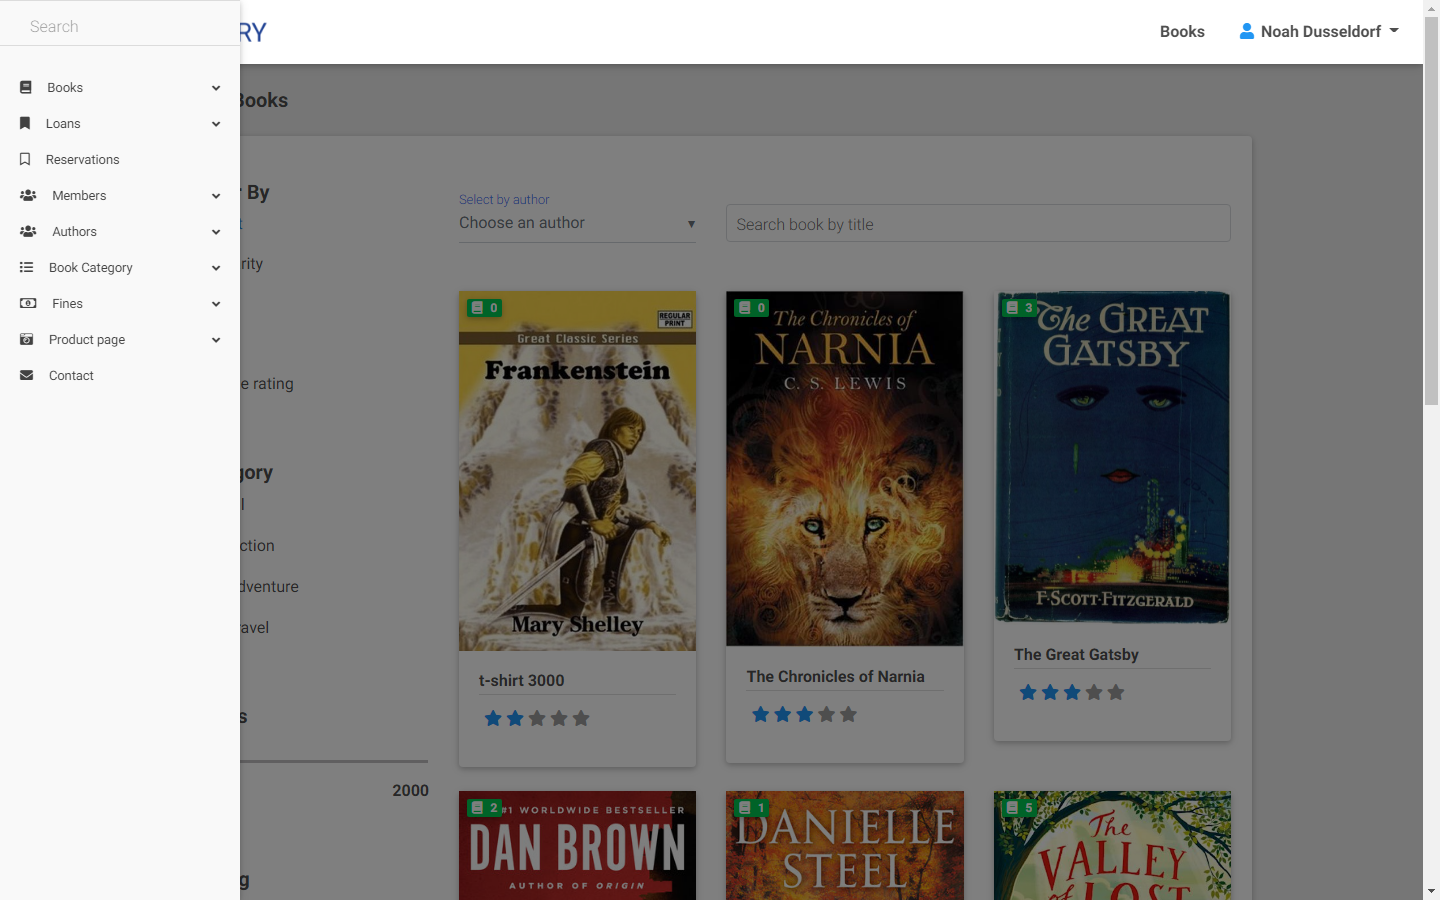 Search
RY
Books
Noah Dusseldorf
Books
Loans
Reservations
Members
Authors
Book Category
Fines
Product page
Contact
Books
By
rity
e rating
gory
ction
dventure
avel
s
2000
g
Select by author
Choose an author
Search book by title
0
REGULAR
PRINT
Great Classic Series
Frankenstein
Mary Shelley
t-shirt 3000
0
The Chronicles of
NARNIA
C. S. LEWIS
The Chronicles of Narnia
3
The GREAT
GATSBY
F·SCOTT·FITZGERALD
The Great Gatsby
2
#1 WORLDWIDE BESTSELLER
DAN BROWN
AUTHOR OF ORIGIN
1
DANIELLE
STEEL
5
The
VALLEY
of LOST